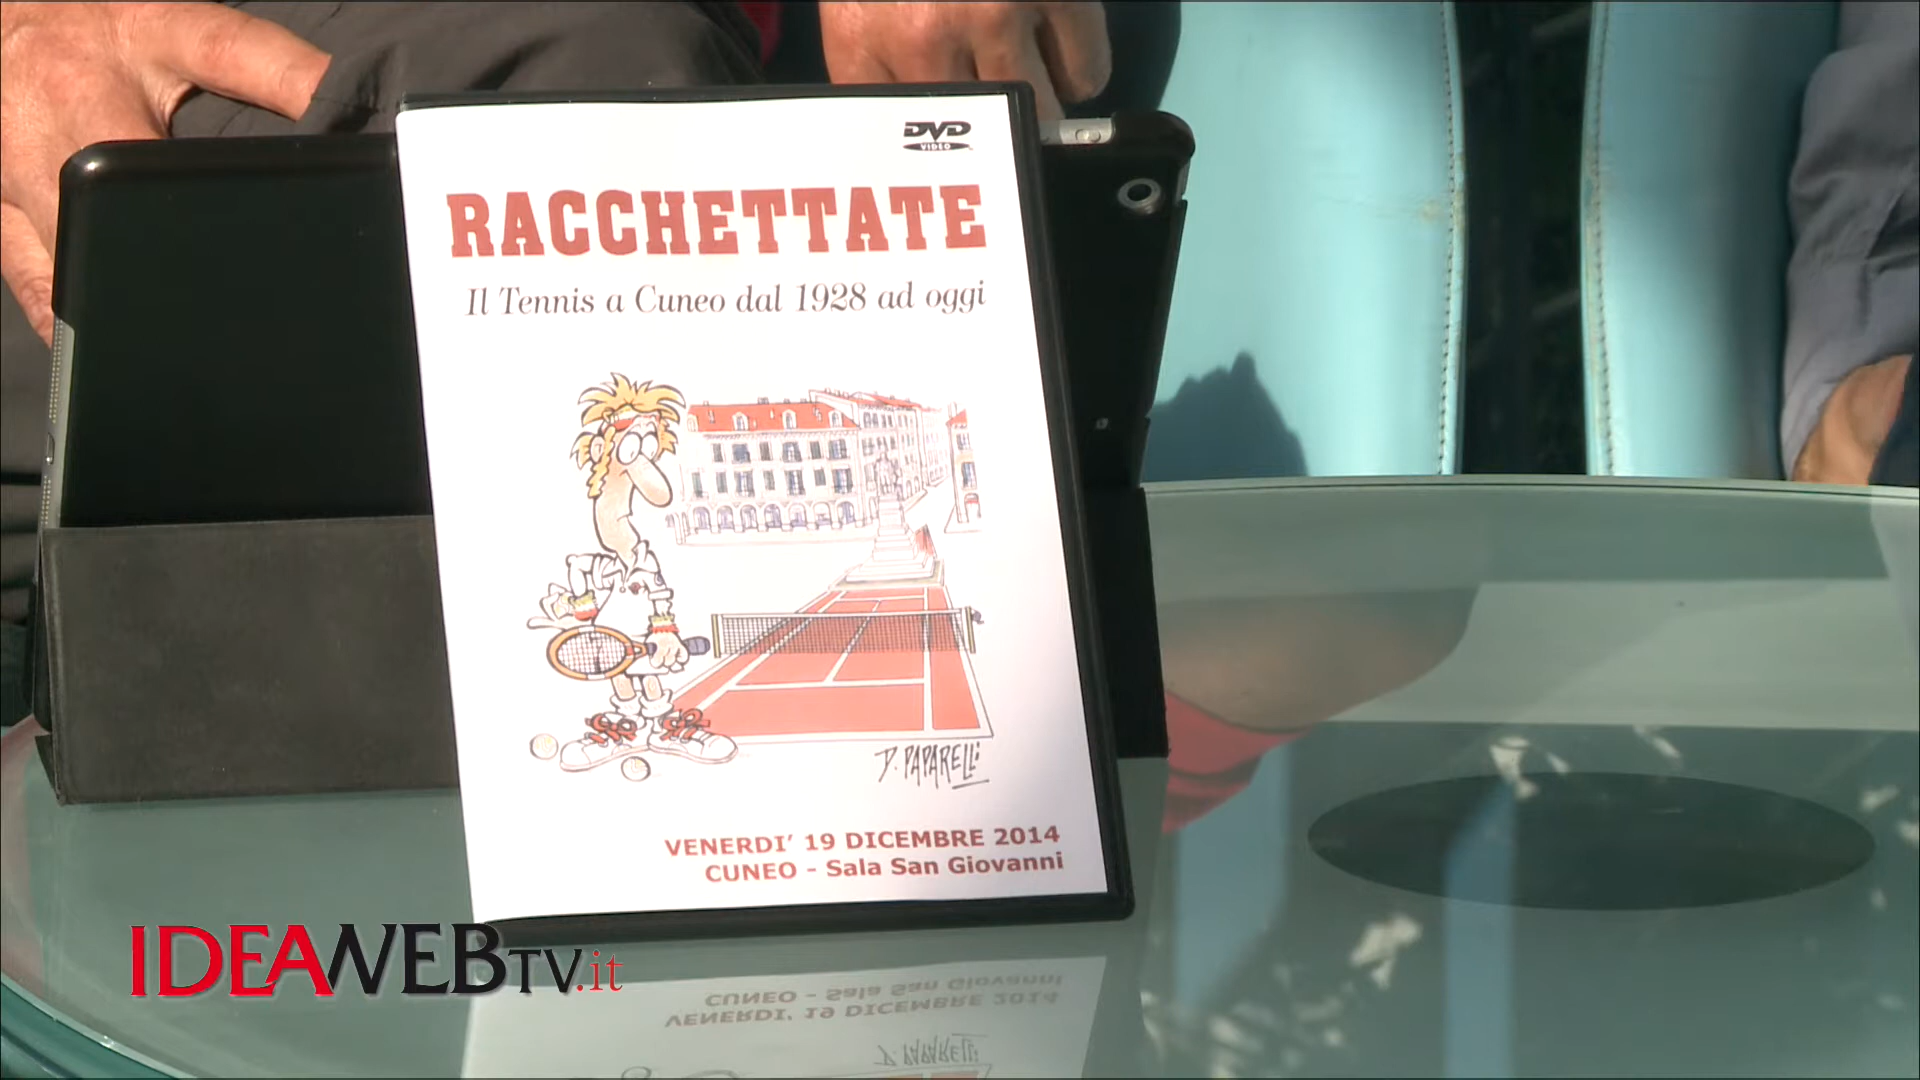 DVD
VIDEO
RACCHETTATE
Il Tennis a Cuneo dal 1928 ad oggi
D. PAPARELLI
VENERDI' 19 DICEMBRE 2014
CUNEO - Sala San Giovanni
IDEAWEBTV.it